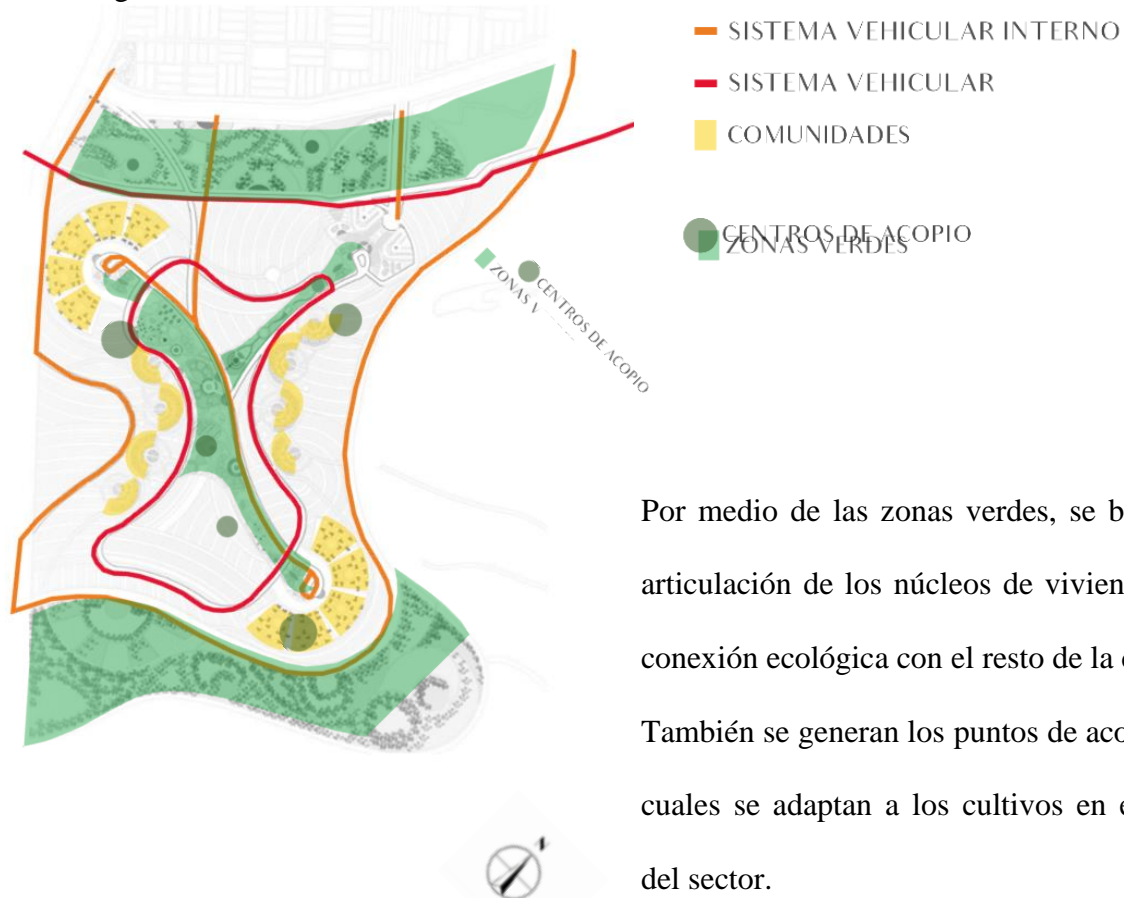 SISTEMA VEHICULAR INTERNO
SISTEMA VEHICULAR
COMUNIDADES
CENTROS DE ACOPIO
ZONAS VERDES
ZONAS V
CENTROS DE ACOPIO
Por medio de las zonas verdes, se b
articulación de los núcleos de vivien
conexión ecológica con el resto de la
También se generan los puntos de aco
cuales se adaptan a los cultivos en
del sector.